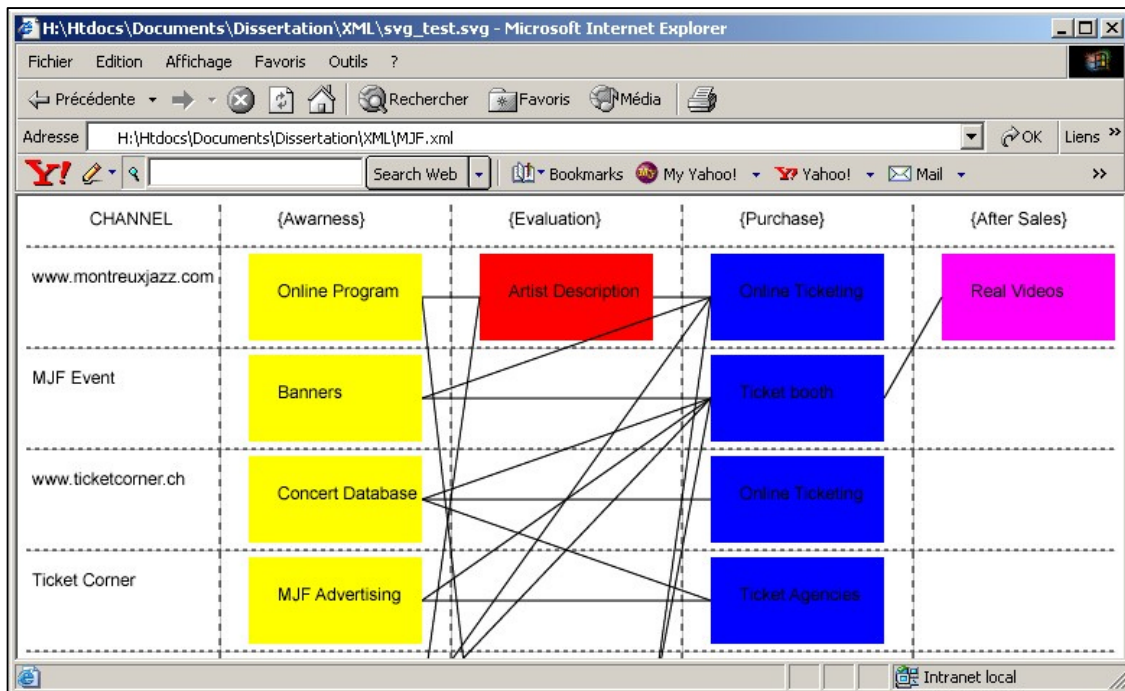 H:\Htdocs\Documents\Dissertation\XML\svg_test.svg - Microsoft Internet Explorer
Fichier Edition Affichage Favoris Outils ?
Précédente Rechercher Favoris Média
Adresse H:\Htdocs\Documents\Dissertation\XML\MJF.xml OK Liens »
Y! Search Web Bookmarks My Yahoo! Yahoo! Mail »
CHANNEL {Awarness} {Evaluation} {Purchase} {After Sales}
www.montreuxjazz.com Online Program Artist Description Online Ticketing Real Videos
MJF Event Banners Ticket booth
www.ticketcorner.ch Concert Database Online Ticketing
Ticket Corner MJF Advertising Ticket Agencies
Intranet local